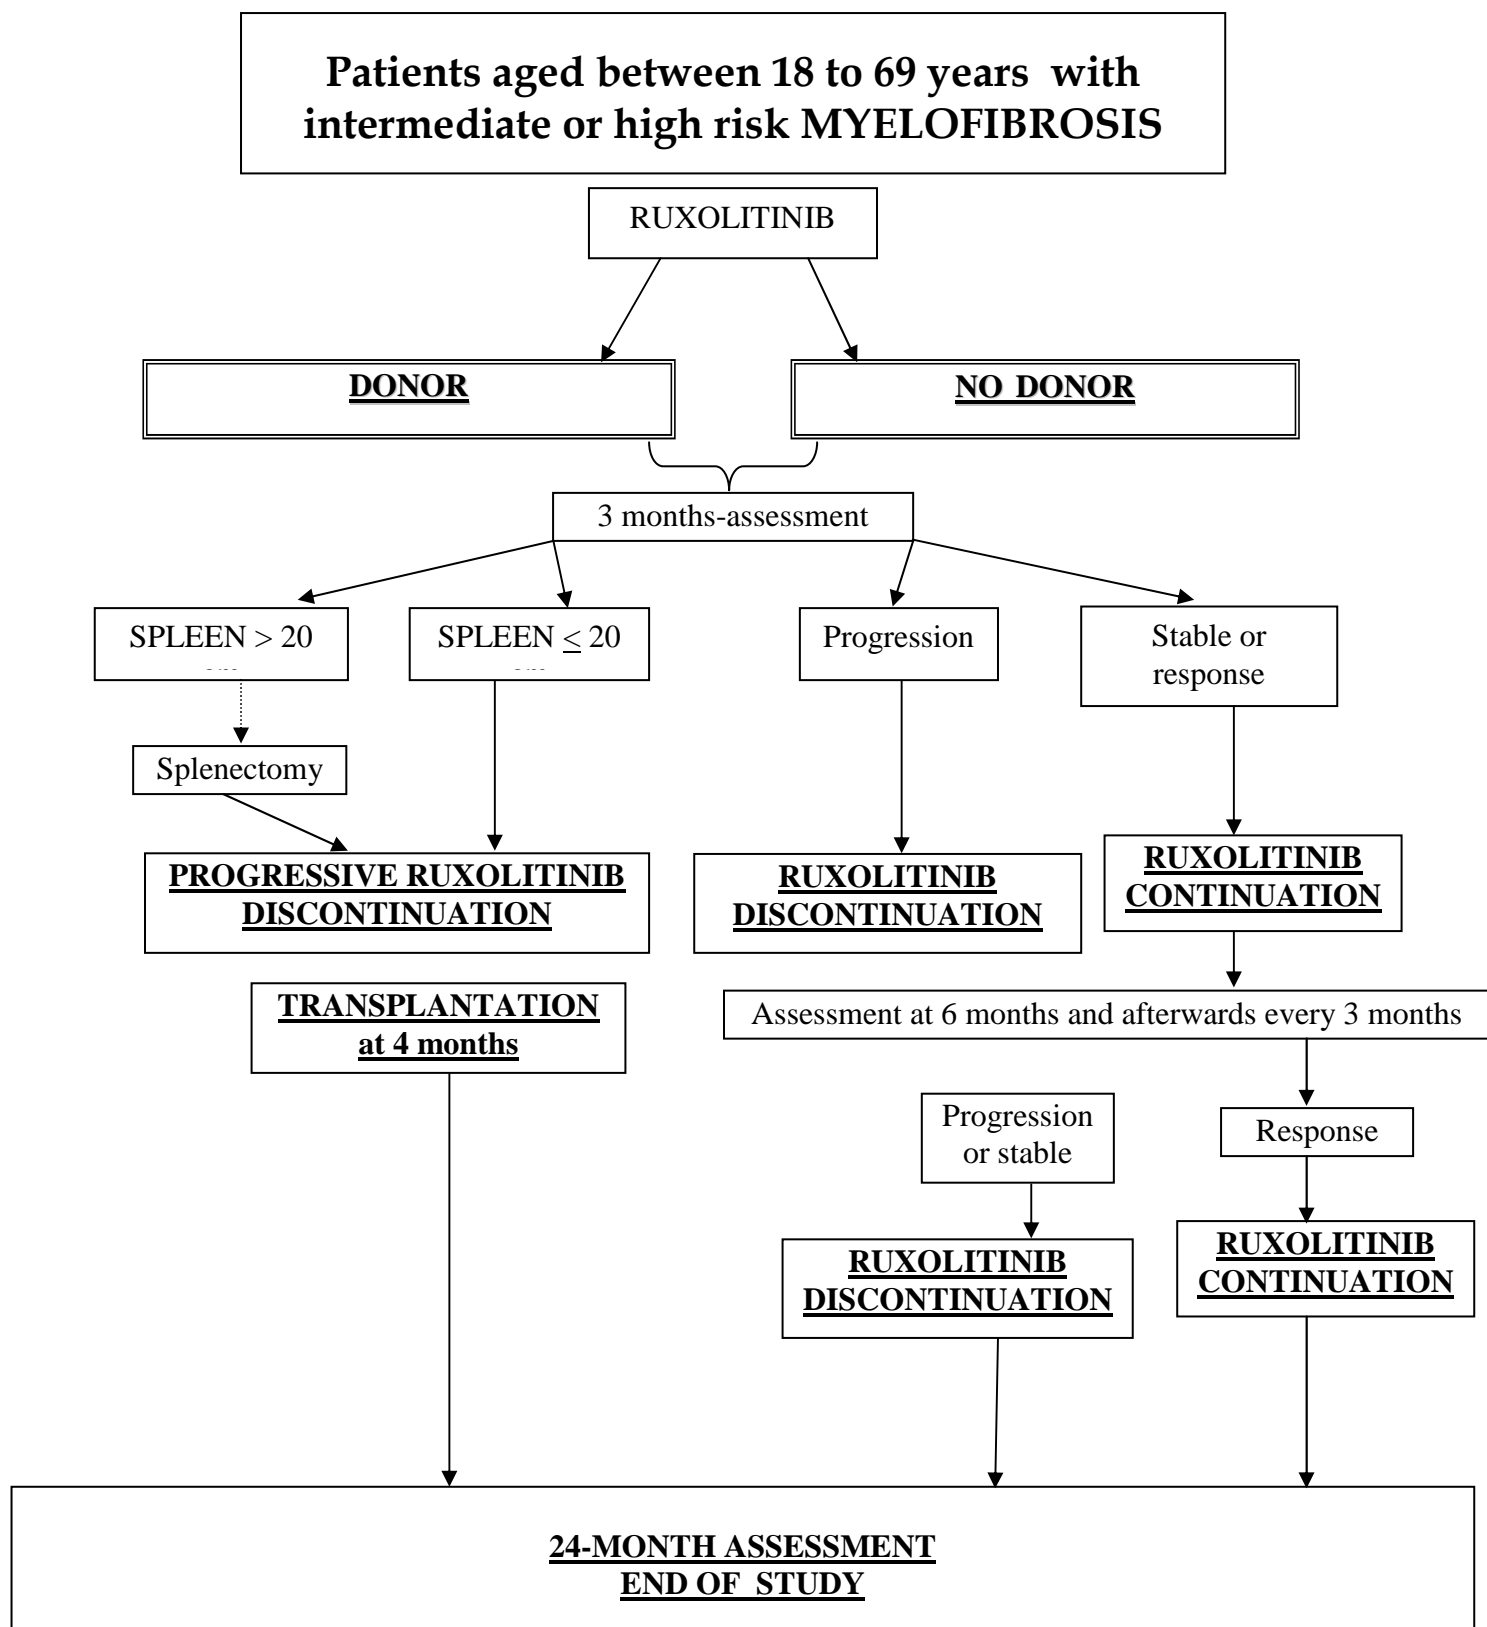 Patients aged between 18 to 69 years with
intermediate or high risk MYELOFIBROSIS
RUXOLITINIB
DONOR
NO DONOR
3 months-assessment
SPLEEN > 20
SPLEEN ≤ 20
Progression
Stable or
response
Splenectomy
PROGRESSIVE RUXOLITINIB
DISCONTINUATION
RUXOLITINIB
DISCONTINUATION
RUXOLITINIB
CONTINUATION
TRANSPLANTATION
at 4 months
Assessment at 6 months and afterwards every 3 months
Progression
or stable
Response
RUXOLITINIB
DISCONTINUATION
RUXOLITINIB
CONTINUATION
24-MONTH ASSESSMENT
END OF STUDY